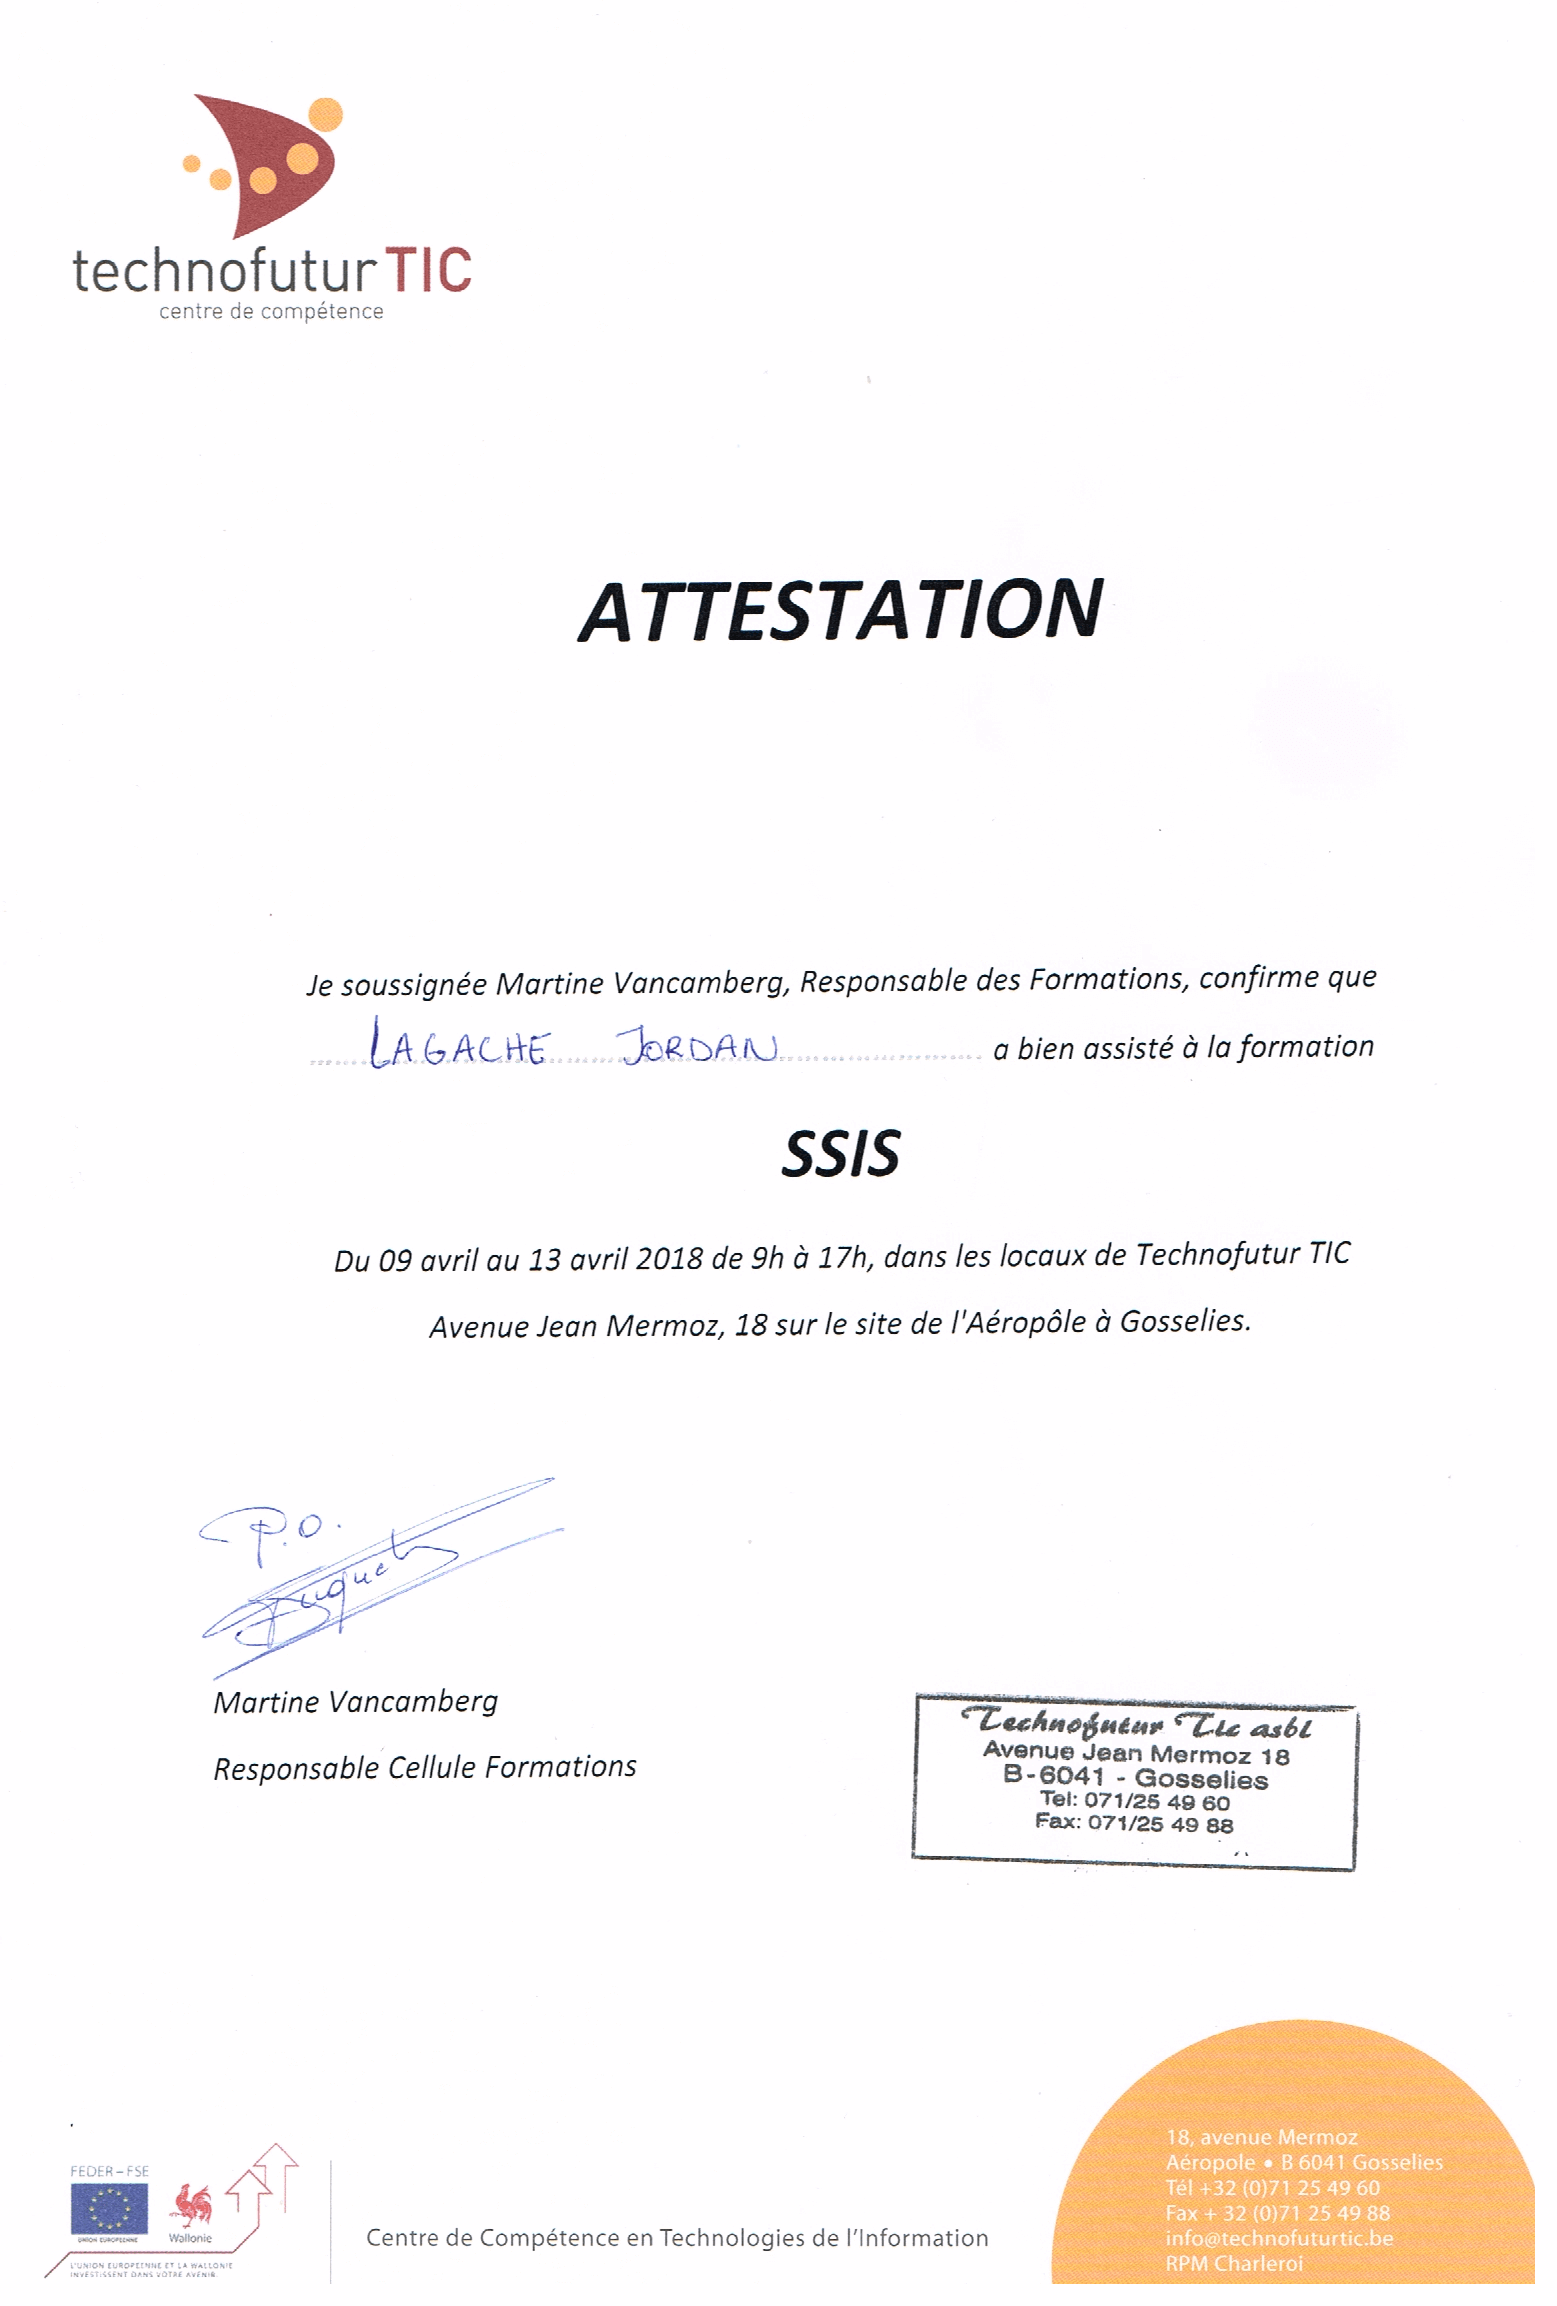 technofutur TIC
centre de compétence
ATTESTATION
Je soussignée Martine Vancamberg, Responsable des Formations, confirme que
LAGACHE JORDAN a bien assisté à la formation
SSIS
Du 09 avril au 13 avril 2018 de 9h à 17h, dans les locaux de Technofutur TIC
Avenue Jean Mermoz, 18 sur le site de l'Aéropôle à Gosselies.
P.O.
Martine Vancamberg
Responsable Cellule Formations
Technofutur Tic asbl
Avenue Jean Mermoz 18
B-6041 - Gosselies
Tel: 071/25 49 60
Fax: 071/25 49 88
FEDER–FSE
UNION EUROPEENNE
Wallonie
L'UNION EUROPEENNE ET LA WALLONIE
INVESTISSENT DANS VOTRE AVENIR.
Centre de Compétence en Technologies de l'Information
18, avenue Mermoz
Aéropole • B 6041 Gosselies
Tél +32 (0)71 25 49 60
Fax + 32 (0)71 25 49 88
info@technofuturtic.be
RPM Charleroi